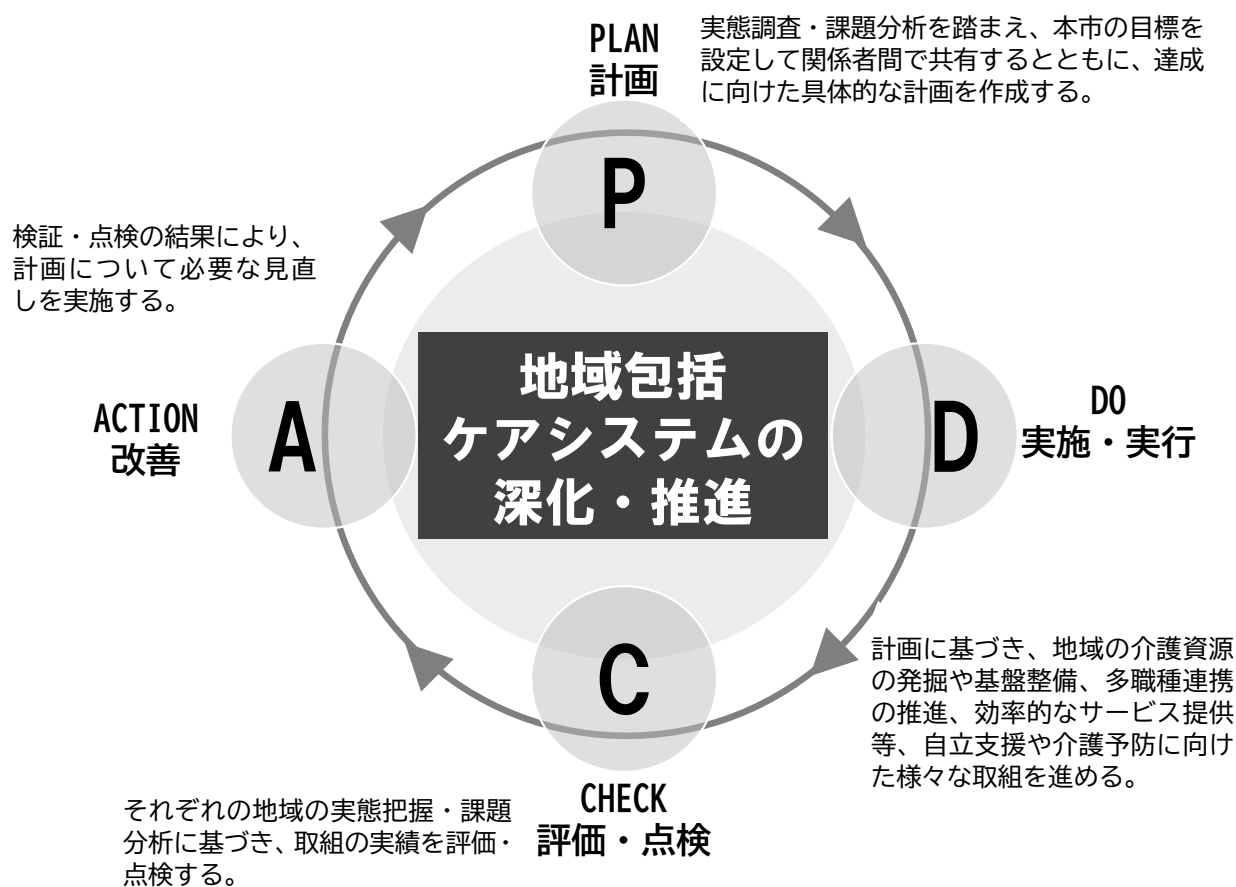 PLAN
計画
実態調査・課題分析を踏まえ、本市の目標を
設定して関係者間で共有するとともに、達成
に向けた具体的な計画を作成する。
P
検証・点検の結果により、
計画について必要な見直
しを実施する。
ACTION
改善
A
地域包括
ケアシステムの
深化・推進
D
DO
実施・実行
計画に基づき、地域の介護資源
の発掘や基盤整備、多職種連携
の推進、効率的なサービス提供
等、自立支援や介護予防に向け
た様々な取組を進める。
C
CHECK
評価・点検
それぞれの地域の実態把握・課題
分析に基づき、取組の実績を評価・
点検する。